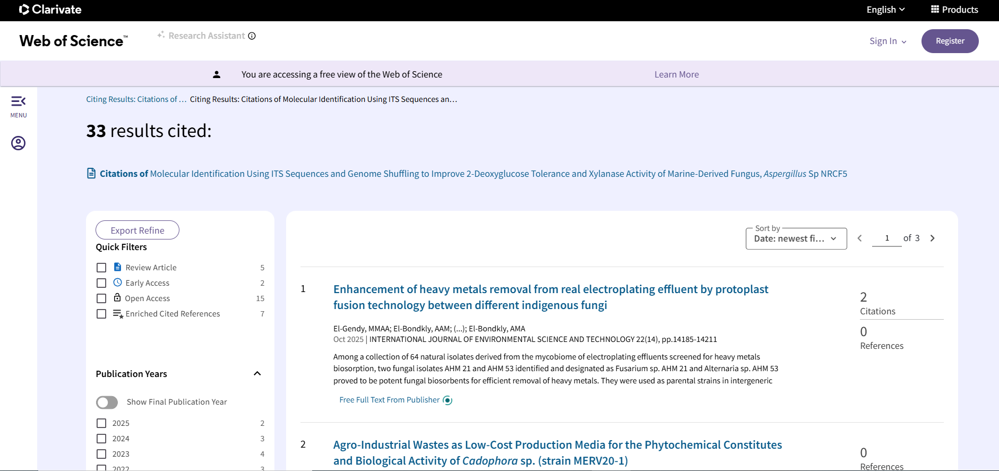 Clarivate
English
Products
Web of Science™
Research Assistant
Sign In
Register
You are accessing a free view of the Web of Science
Learn More
MENU
Citing Results: Citations of … Citing Results: Citations of Molecular Identification Using ITS Sequences an…
33 results cited:
Citations of Molecular Identification Using ITS Sequences and Genome Shuffling to Improve 2-Deoxyglucose Tolerance and Xylanase Activity of Marine-Derived Fungus, Aspergillus Sp NRCF5
Export Refine
Quick Filters
Review Article 5
Early Access 2
Open Access 15
Enriched Cited References 7
Publication Years
Show Final Publication Year
2025 2
2024 3
2023 4
2022 3
Sort by
Date: newest fi…
1 of 3
1
Enhancement of heavy metals removal from real electroplating effluent by protoplast
fusion technology between different indigenous fungi
El-Gendy, MMAA; El-Bondkly, AAM; (...); El-Bondkly, AMA
Oct 2025 | INTERNATIONAL JOURNAL OF ENVIRONMENTAL SCIENCE AND TECHNOLOGY 22(14), pp.14185-14211
Among a collection of 64 natural isolates derived from the mycobiome of electroplating effluents screened for heavy metals
biosorption, two fungal isolates AHM 21 and AHM 53 identified and designated as Fusarium sp. AHM 21 and Alternaria sp. AHM 53
proved to be potent fungal biosorbents for efficient removal of heavy metals. They were used as parental strains in intergeneric
Free Full Text From Publisher
2
Citations
0
References
2
Agro-Industrial Wastes as Low-Cost Production Media for the Phytochemical Constitutes
and Biological Activity of Cadophora sp. (strain MERV20-1)
0
References